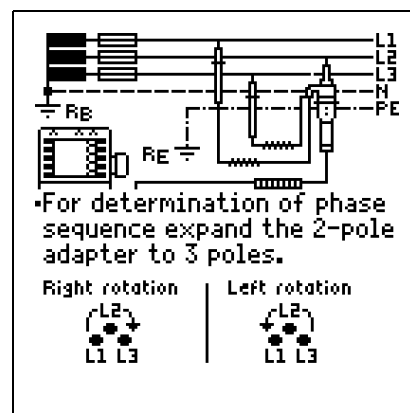 L1
L2
L3
N
PE
RB
RE
▪For determination of phase
sequence expand the 2-pole
adapter to 3 poles.
Right rotation
Left rotation
L2
L1 L3
L2
L1 L3